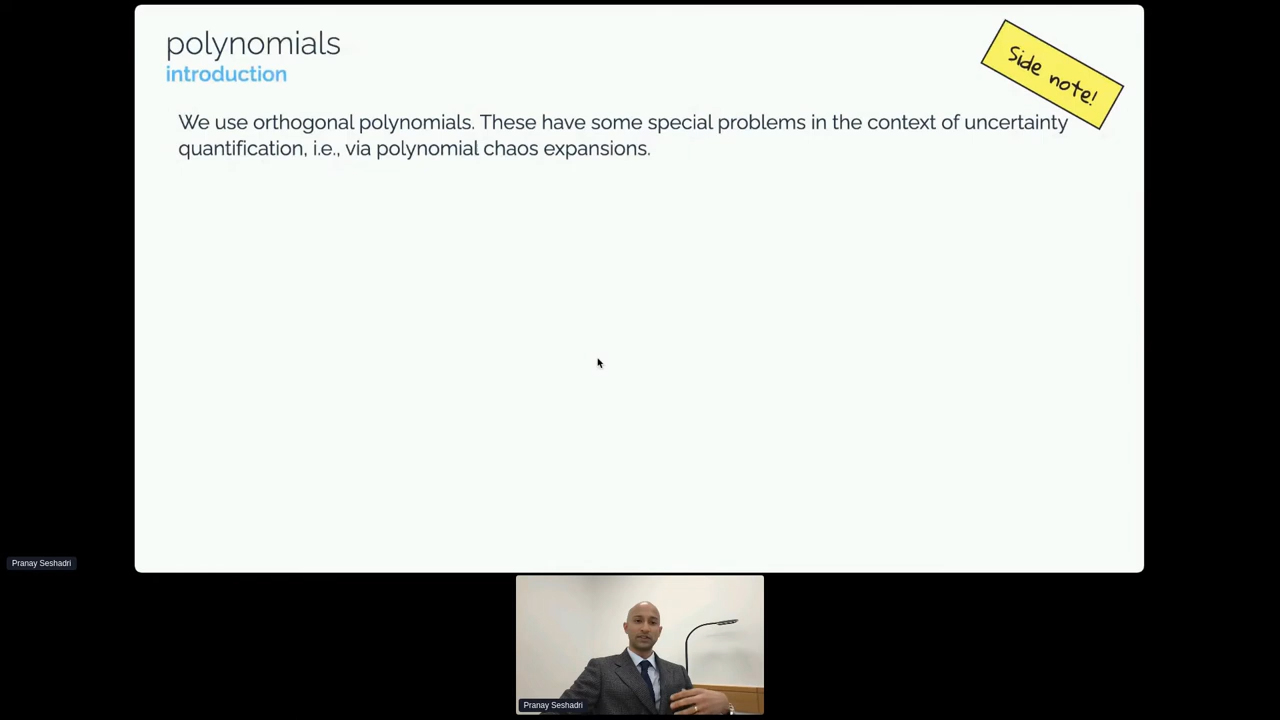 polynomials
introduction
Side note!
We use orthogonal polynomials. These have some special problems in the context of uncertainty
quantification, i.e., via polynomial chaos expansions.
Pranay Seshadri
Pranay Seshadri